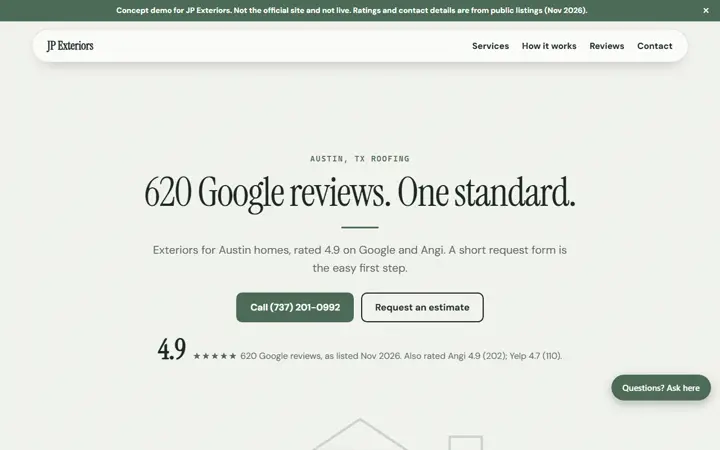 Concept demo for JP Exteriors. Not the official site and not live. Ratings and contact details are from public listings (Nov 2026). ×
JP Exteriors
Services How it works Reviews Contact
AUSTIN, TX ROOFING
620 Google reviews. One standard.
Exteriors for Austin homes, rated 4.9 on Google and Angi. A short request form is
the easy first step.
Call (737) 201-0992
Request an estimate
4.9 ★★★★★ 620 Google reviews, as listed Nov 2026. Also rated Angi 4.9 (202); Yelp 4.7 (110).
Questions? Ask here